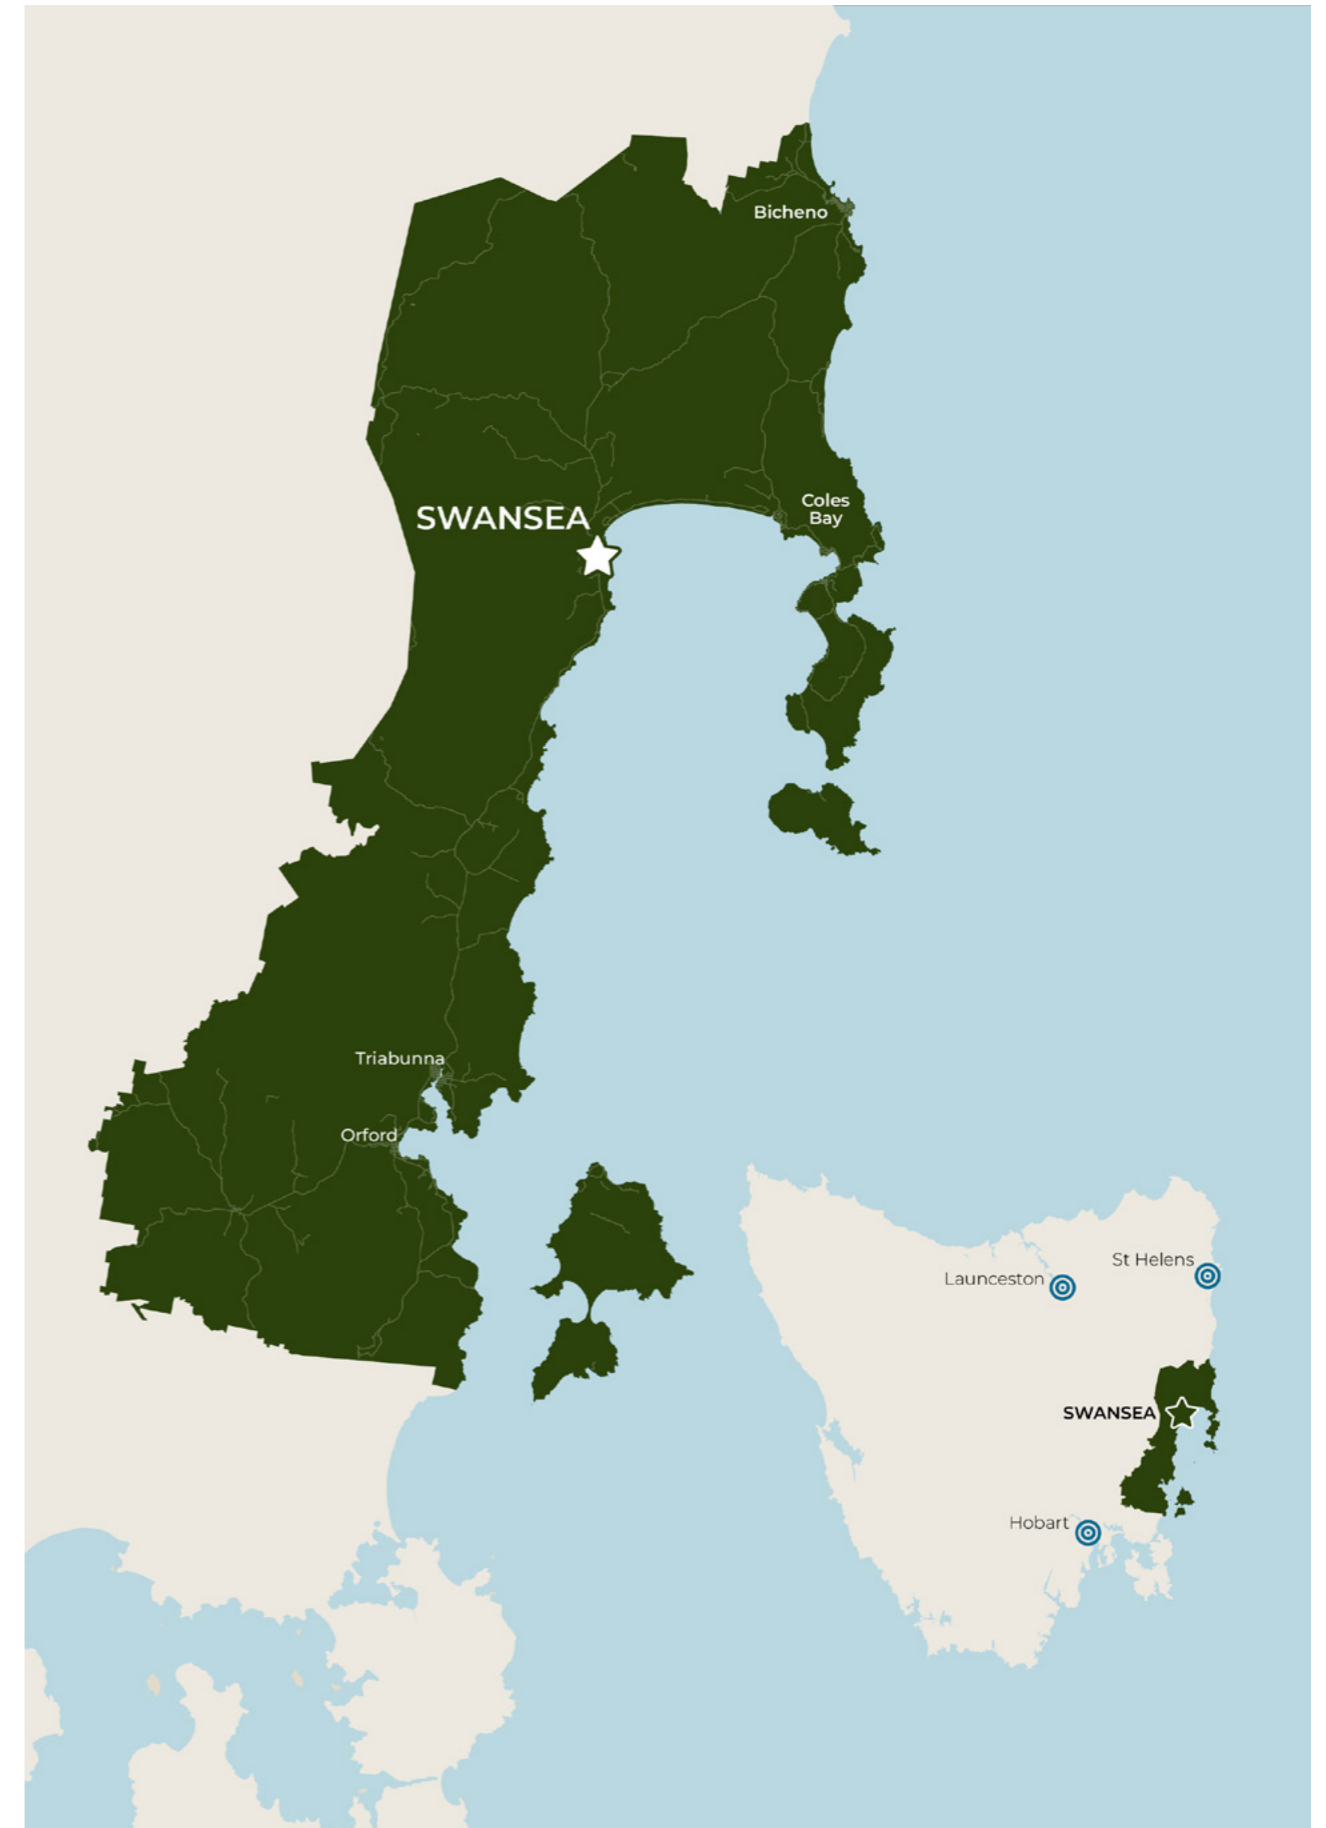 Bicheno
Coles
Bay
SWANSEA
Triabunna
Orford
St Helens
Launceston
SWANSEA
Hobart